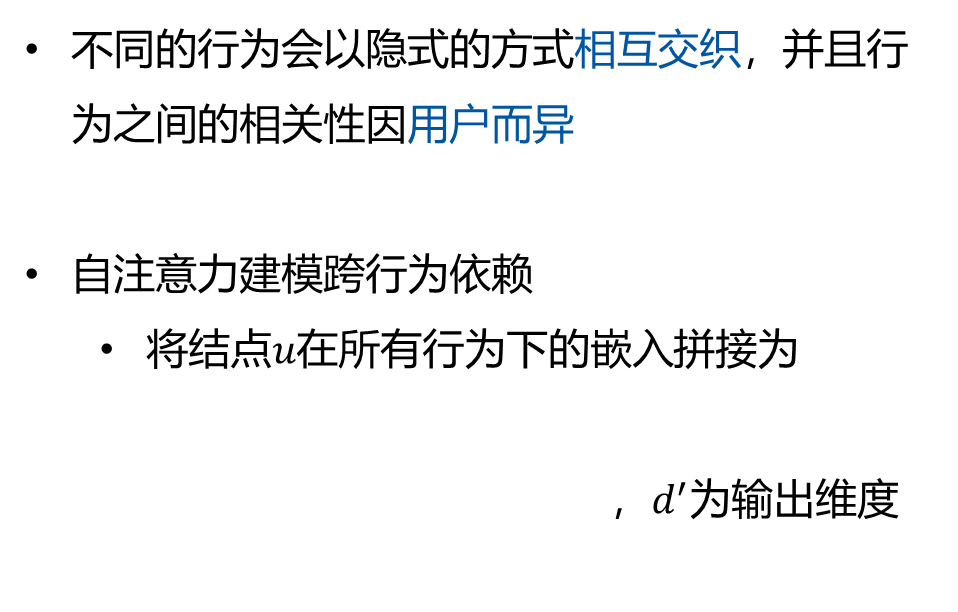 • 不同的行为会以隐式的方式相互交织，并且行
为之间的相关性因用户而异
• 自注意力建模跨行为依赖
• 将结点u在所有行为下的嵌入拼接为
，d′为输出维度